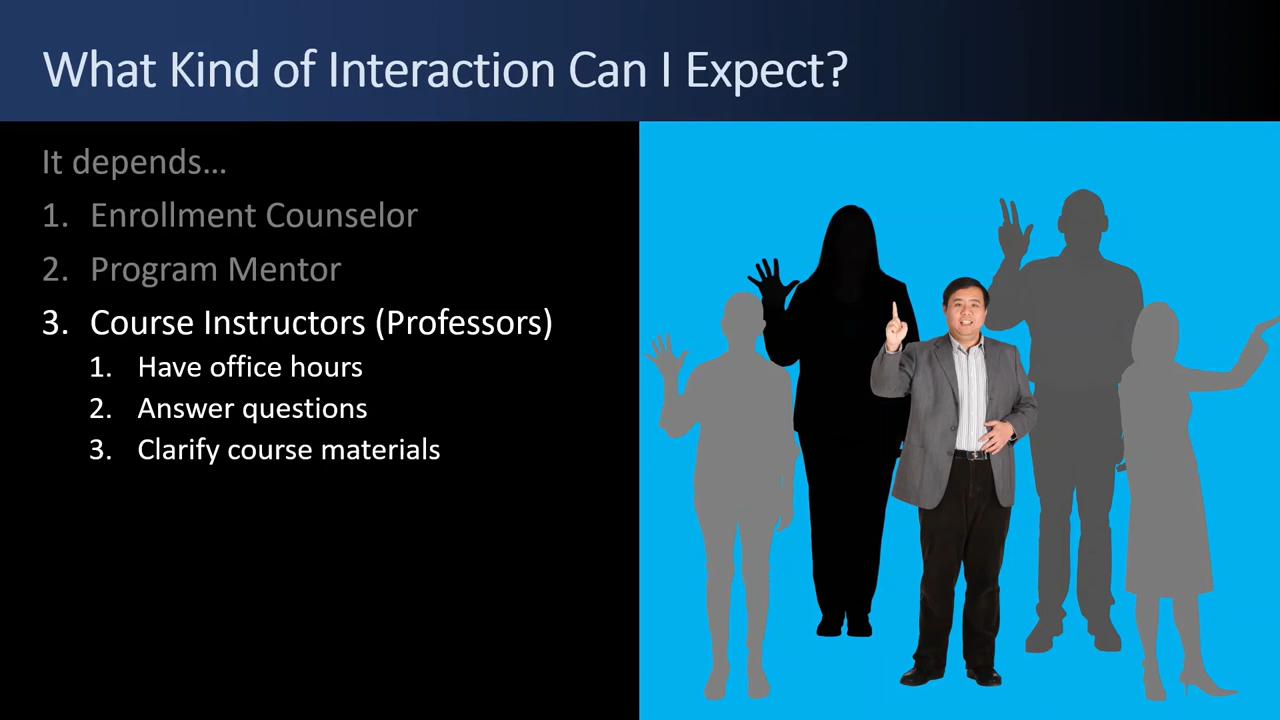 What Kind of Interaction Can I Expect?
It depends…
1. Enrollment Counselor
2. Program Mentor
3. Course Instructors (Professors)
1. Have office hours
2. Answer questions
3. Clarify course materials